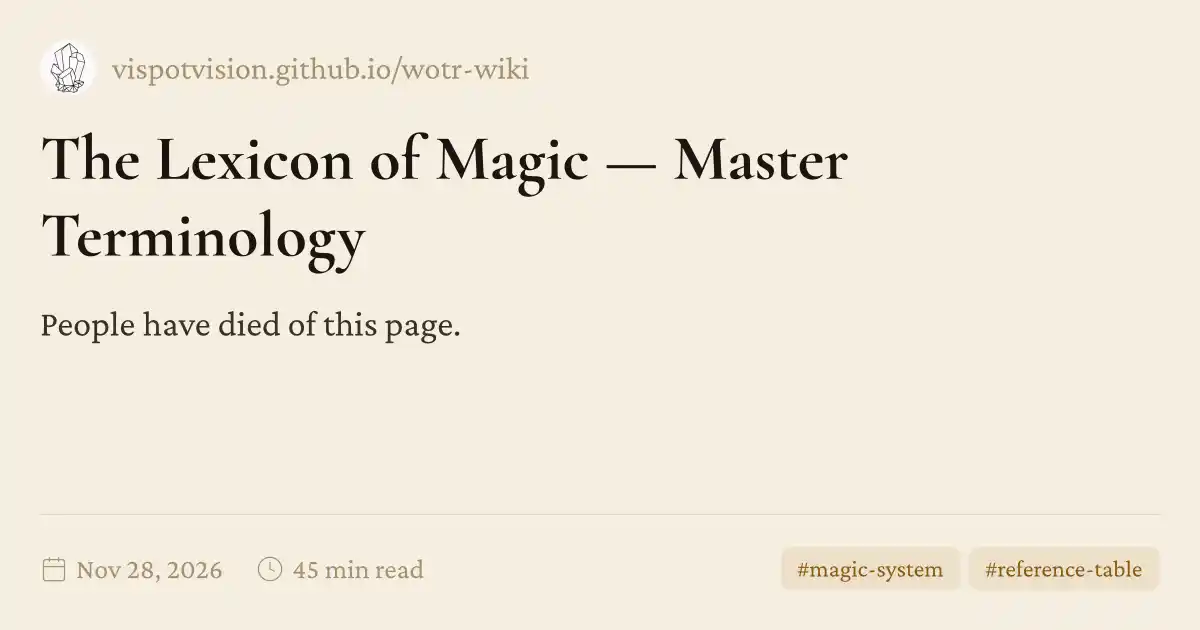 vispotvision.github.io/wotr-wiki
The Lexicon of Magic — Master
Terminology
People have died of this page.
Nov 28, 2026
45 min read
#magic-system
#reference-table